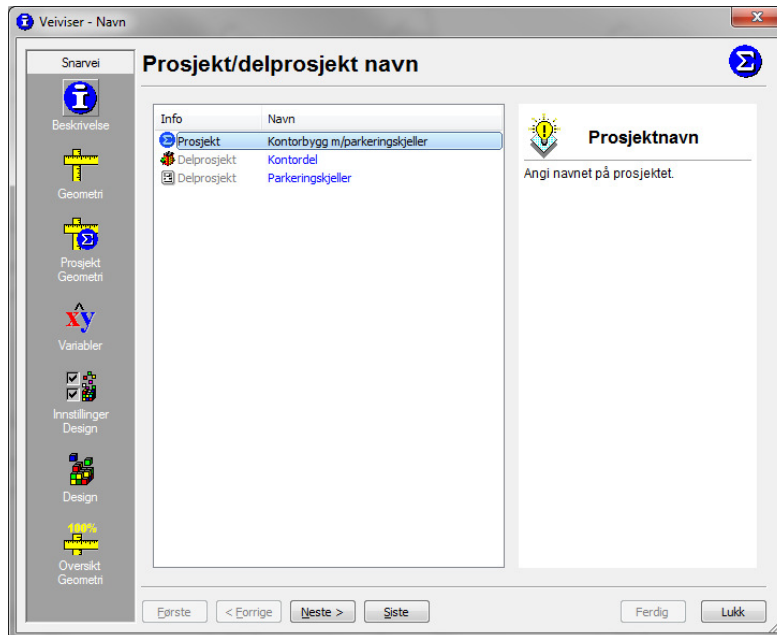 Veiviser - Navn
Snarvei
Beskrivelse
Geometri
Prosjekt
Geometri
x̂y
Variabler
Innstillinger
Design
Design
100%
Oversikt
Geometri
Prosjekt/delprosjekt navn
Σ
Info Navn
Prosjekt Kontorbygg m/parkeringskjeller
Delprosjekt Kontordel
Delprosjekt Parkeringskjeller
Prosjektnavn
Angi navnet på prosjektet.
Første < Forrige Neste > Siste Ferdig Lukk